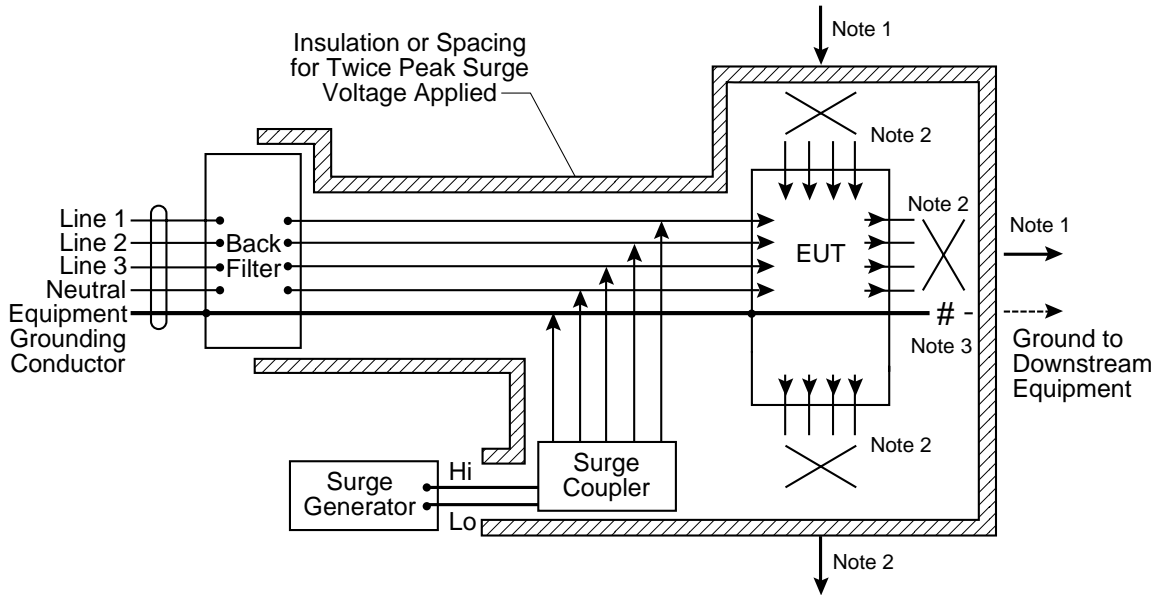 Note 1
Insulation or Spacing
for Twice Peak Surge
Voltage Applied
Note 2
Line 1
Line 2
Line 3
Neutral
Equipment
Grounding
Conductor
Back
Filter
EUT
Note 2
Note 1
#
Note 3
Ground to
Downstream
Equipment
Note 2
Surge
Generator
Hi
Lo
Surge
Coupler
Note 2